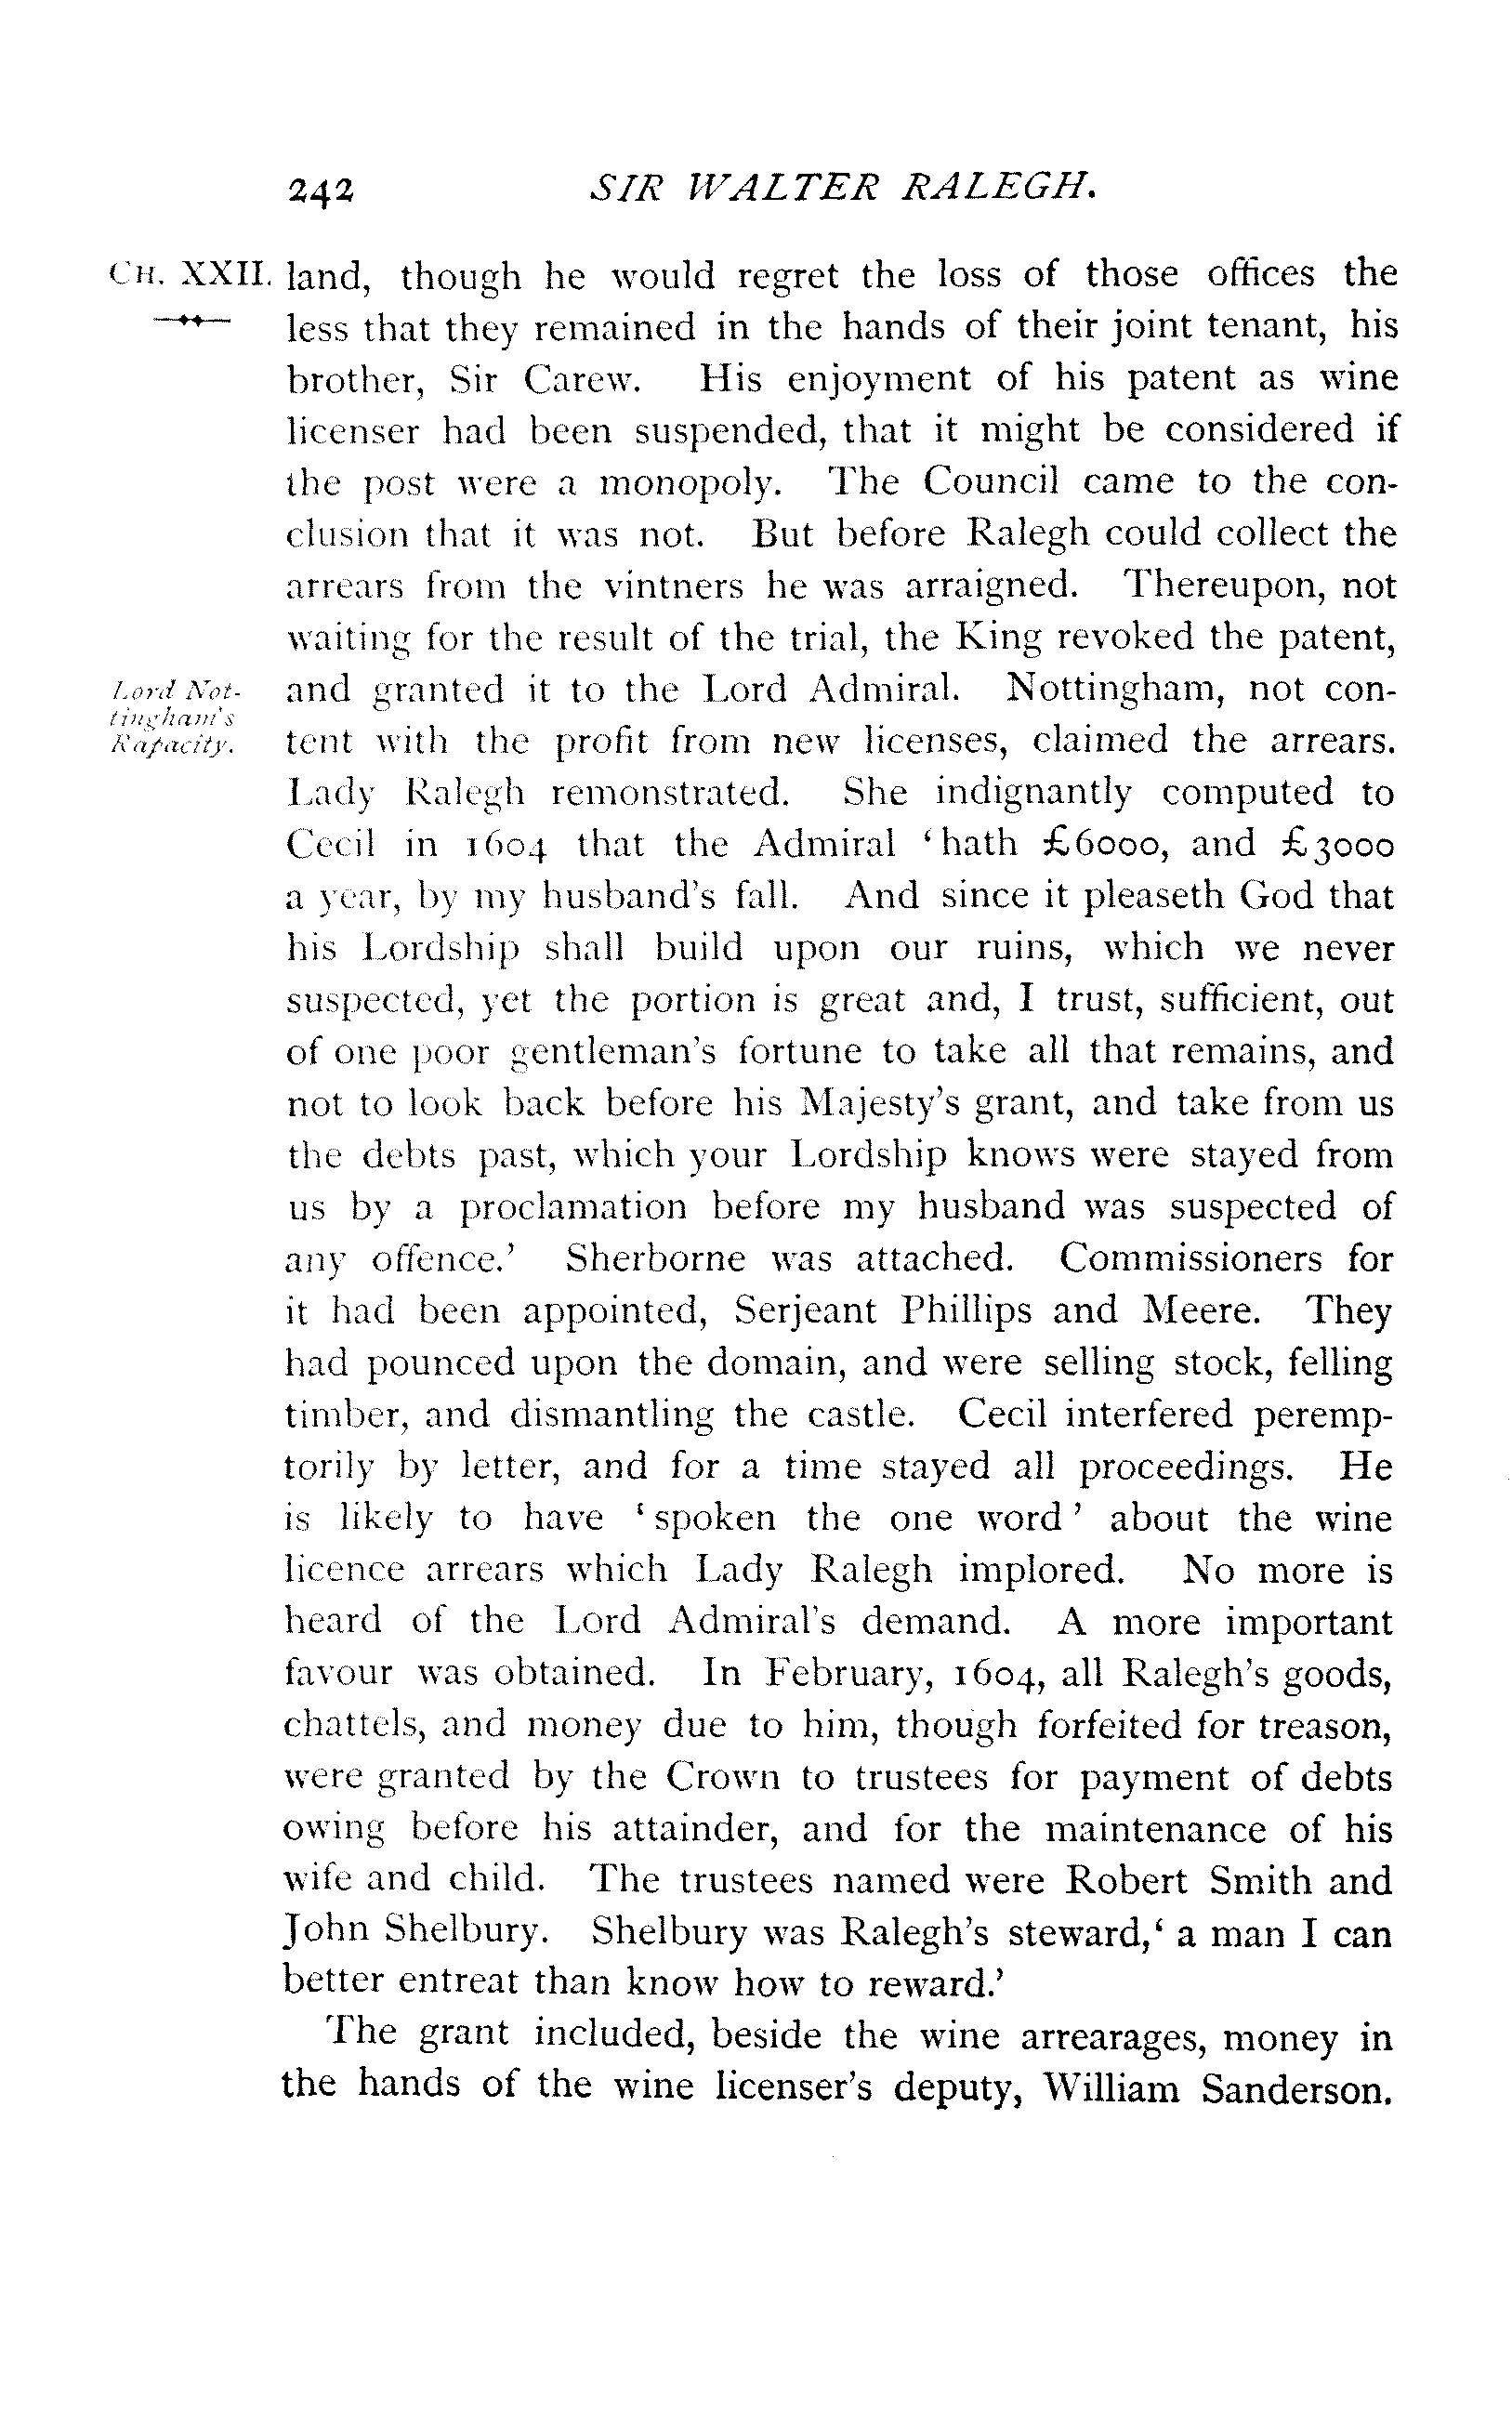 242 SIR WALTER RALEGH.
CH. XXII. land, though he would regret the loss of those offices the
less that they remained in the hands of their joint tenant, his
brother, Sir Carew. His enjoyment of his patent as wine
licenser had been suspended, that it might be considered if
the post were a monopoly. The Council came to the con-
clusion that it was not. But before Ralegh could collect the
arrears from the vintners he was arraigned. Thereupon, not
waiting for the result of the trial, the King revoked the patent,
Lord Not-
tingham's
Rapacity.
and granted it to the Lord Admiral. Nottingham, not con-
tent with the profit from new licenses, claimed the arrears.
Lady Ralegh remonstrated. She indignantly computed to
Cecil in 1604 that the Admiral ‘hath £6000, and £3000
a year, by my husband's fall. And since it pleaseth God that
his Lordship shall build upon our ruins, which we never
suspected, yet the portion is great and, I trust, sufficient, out
of one poor gentleman's fortune to take all that remains, and
not to look back before his Majesty's grant, and take from us
the debts past, which your Lordship knows were stayed from
us by a proclamation before my husband was suspected of
any offence.’ Sherborne was attached. Commissioners for
it had been appointed, Serjeant Phillips and Meere. They
had pounced upon the domain, and were selling stock, felling
timber, and dismantling the castle. Cecil interfered peremp-
torily by letter, and for a time stayed all proceedings. He
is likely to have ‘spoken the one word’ about the wine
licence arrears which Lady Ralegh implored. No more is
heard of the Lord Admiral's demand. A more important
favour was obtained. In February, 1604, all Ralegh's goods,
chattels, and money due to him, though forfeited for treason,
were granted by the Crown to trustees for payment of debts
owing before his attainder, and for the maintenance of his
wife and child. The trustees named were Robert Smith and
John Shelbury. Shelbury was Ralegh's steward,‘ a man I can
better entreat than know how to reward.’
The grant included, beside the wine arrearages, money in
the hands of the wine licenser's deputy, William Sanderson.